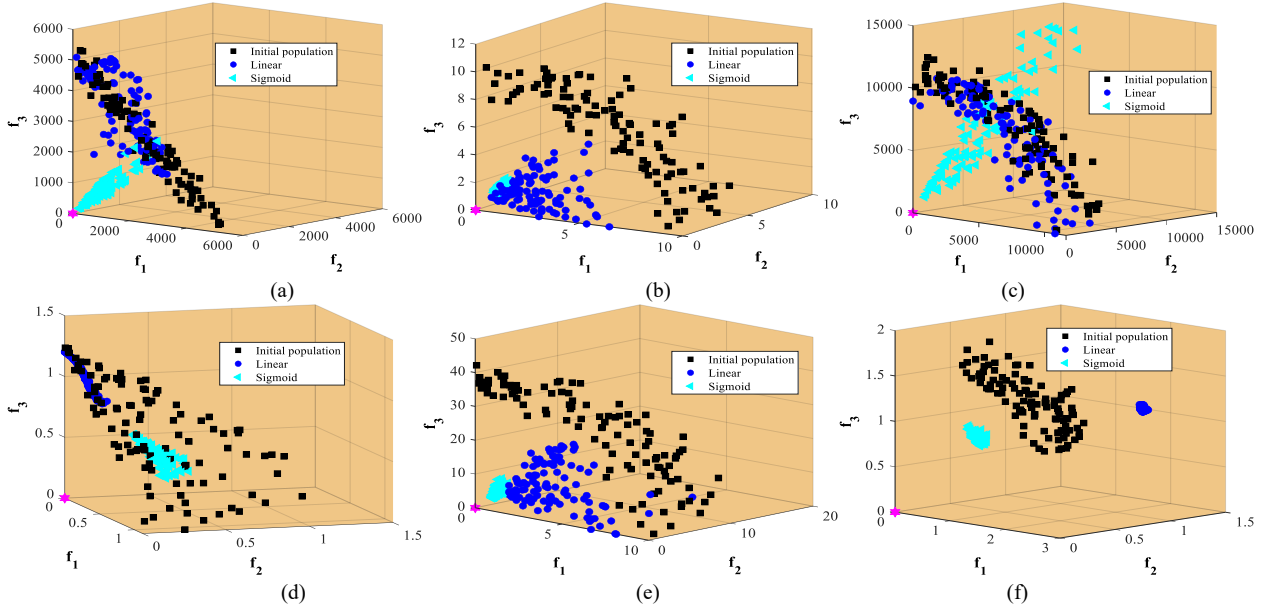 6000
5000
4000
3000
2000
1000
0
f3
2000
4000
6000
f1
0
2000
4000
6000
f2
Initial population
Linear
Sigmoid
(a)
12
10
8
6
4
2
0
f3
0
5
10
f1
0
5
10
f2
Initial population
Linear
Sigmoid
(b)
15000
10000
5000
0
f3
0
5000
10000
f1
0
5000
10000
15000
f2
Initial population
Linear
Sigmoid
(c)
1.5
1
0.5
0
f3
0
0.5
1
f1
0
0.5
1
1.5
f2
Initial population
Linear
Sigmoid
(d)
50
40
30
20
10
0
f3
0
5
10
f1
0
10
20
f2
Initial population
Linear
Sigmoid
(e)
2
1.5
1
0.5
0
f3
0
1
2
3
f1
0
0.5
1
1.5
f2
Initial population
Linear
Sigmoid
(f)